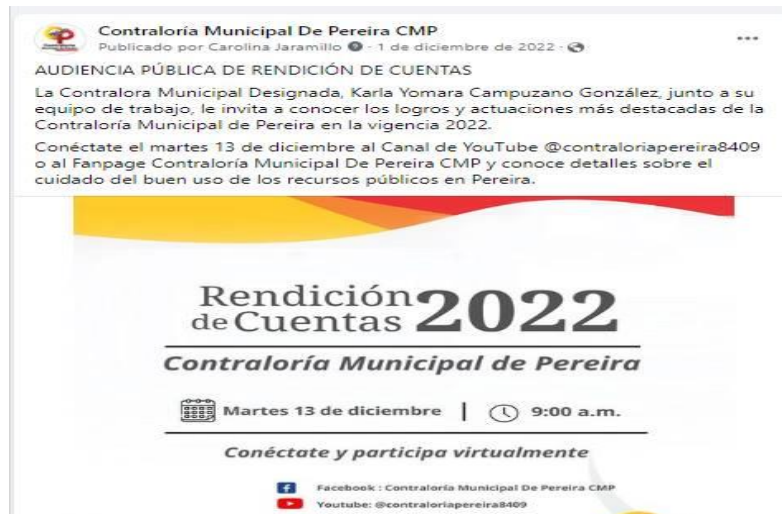 Contraloría Municipal De Pereira CMP
Publicado por Carolina Jaramillo · 1 de diciembre de 2022 ·
AUDIENCIA PÚBLICA DE RENDICIÓN DE CUENTAS
La Contralora Municipal Designada, Karla Yomara Campuzano González, junto a su
equipo de trabajo, le invita a conocer los logros y actuaciones más destacadas de la
Contraloría Municipal de Pereira en la vigencia 2022.
Conéctate el martes 13 de diciembre al Canal de YouTube @contraloriapereira8409
o al Fanpage Contraloría Municipal De Pereira CMP y conoce detalles sobre el
cuidado del buen uso de los recursos públicos en Pereira.
Rendición
de Cuentas 2022
Contraloría Municipal de Pereira
Martes 13 de diciembre | 9:00 a.m.
Conéctate y participa virtualmente
Facebook : Contraloría Municipal De Pereira CMP
Youtube: @contraloriapereira8409